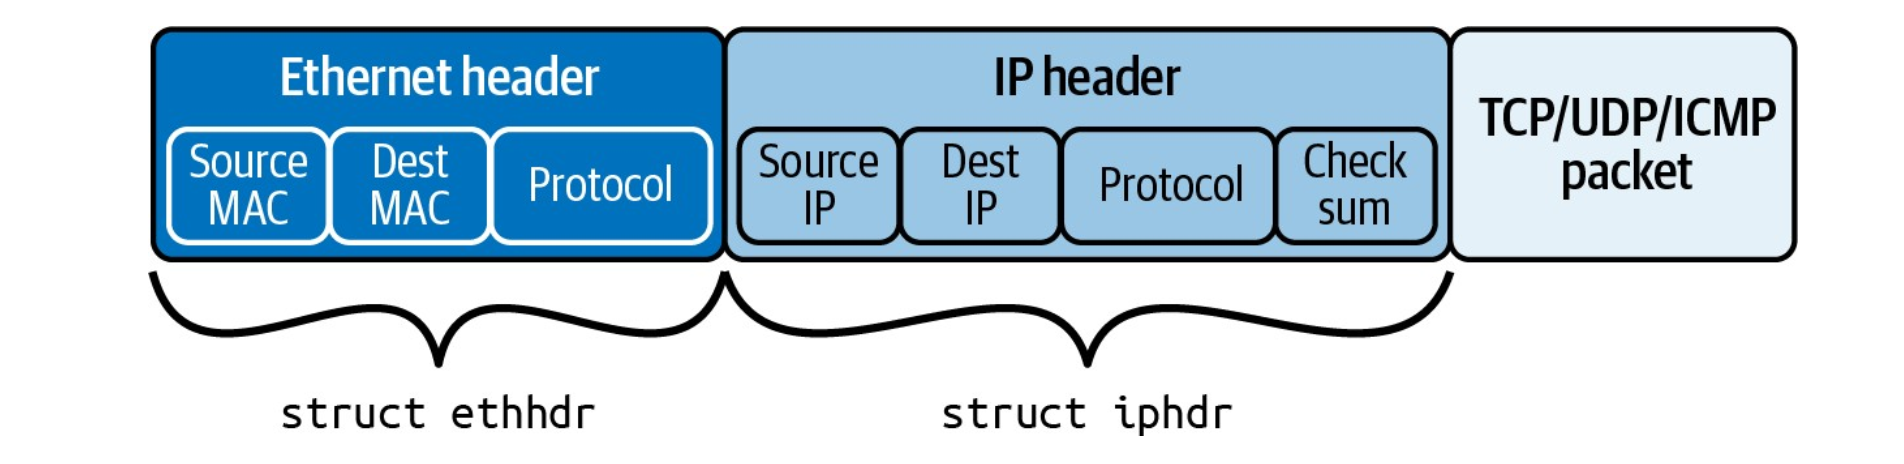 Ethernet header
Source
MAC
Dest
MAC
Protocol
IP header
Source
IP
Dest
IP
Protocol
Check
sum
TCP/UDP/ICMP
packet
struct ethhdr
struct iphdr